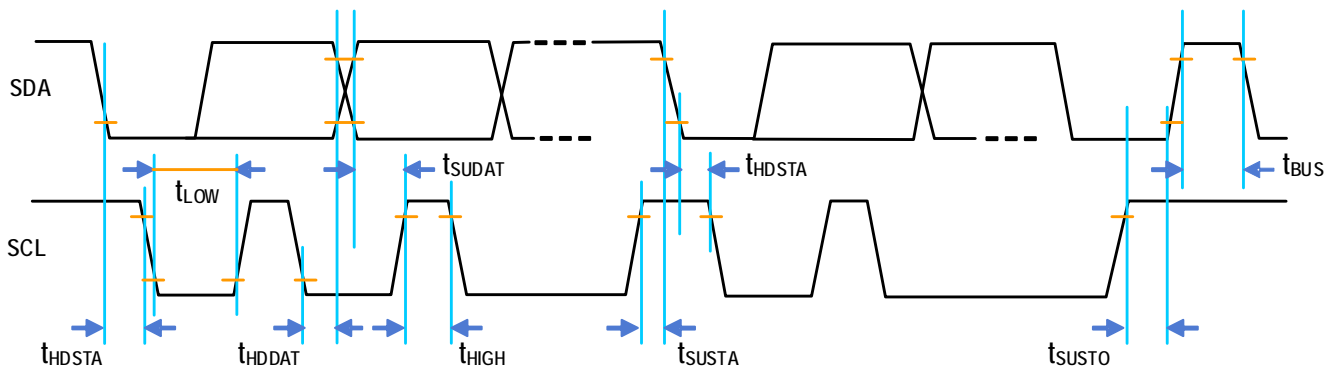 SDA
tSUDAT
tHDSTA
tBUS
tLOW
SCL
tHDSTA
tHDDAT
tHIGH
tSUSTA
tSUSTO